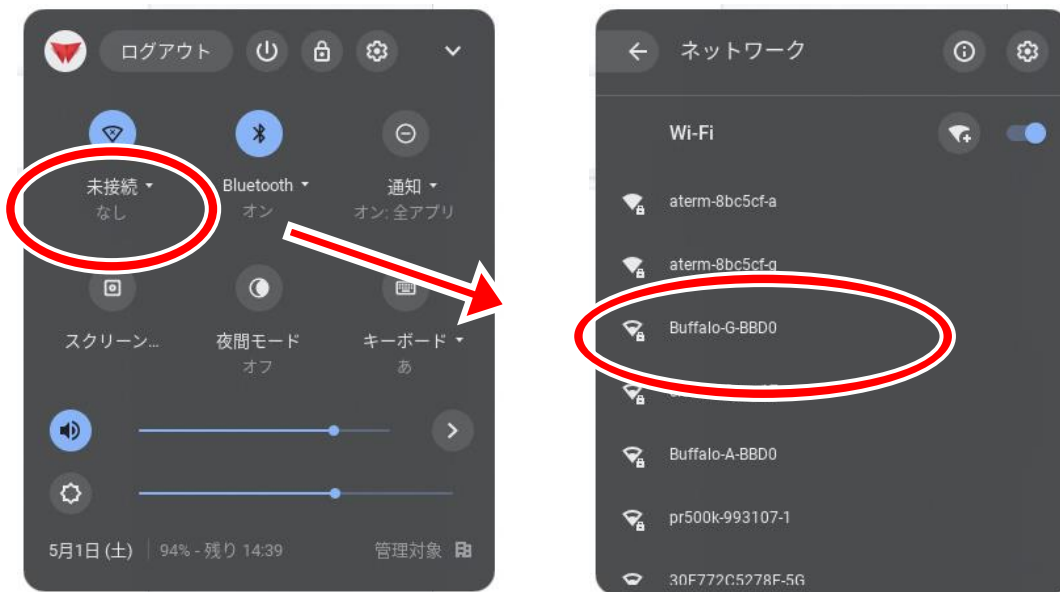 ログアウト
未接続
なし
Bluetooth
オン
通知
オン: 全アプリ
スクリーン...
夜間モード
オフ
キーボード
あ
5月1日 (土)
94% - 残り 14:39
管理対象
ネットワーク
Wi-Fi
aterm-8bc5cf-a
aterm-8bc5cf-g
Buffalo-G-BBD0
Buffalo-A-BBD0
pr500k-993107-1
30F772C5278F-5G